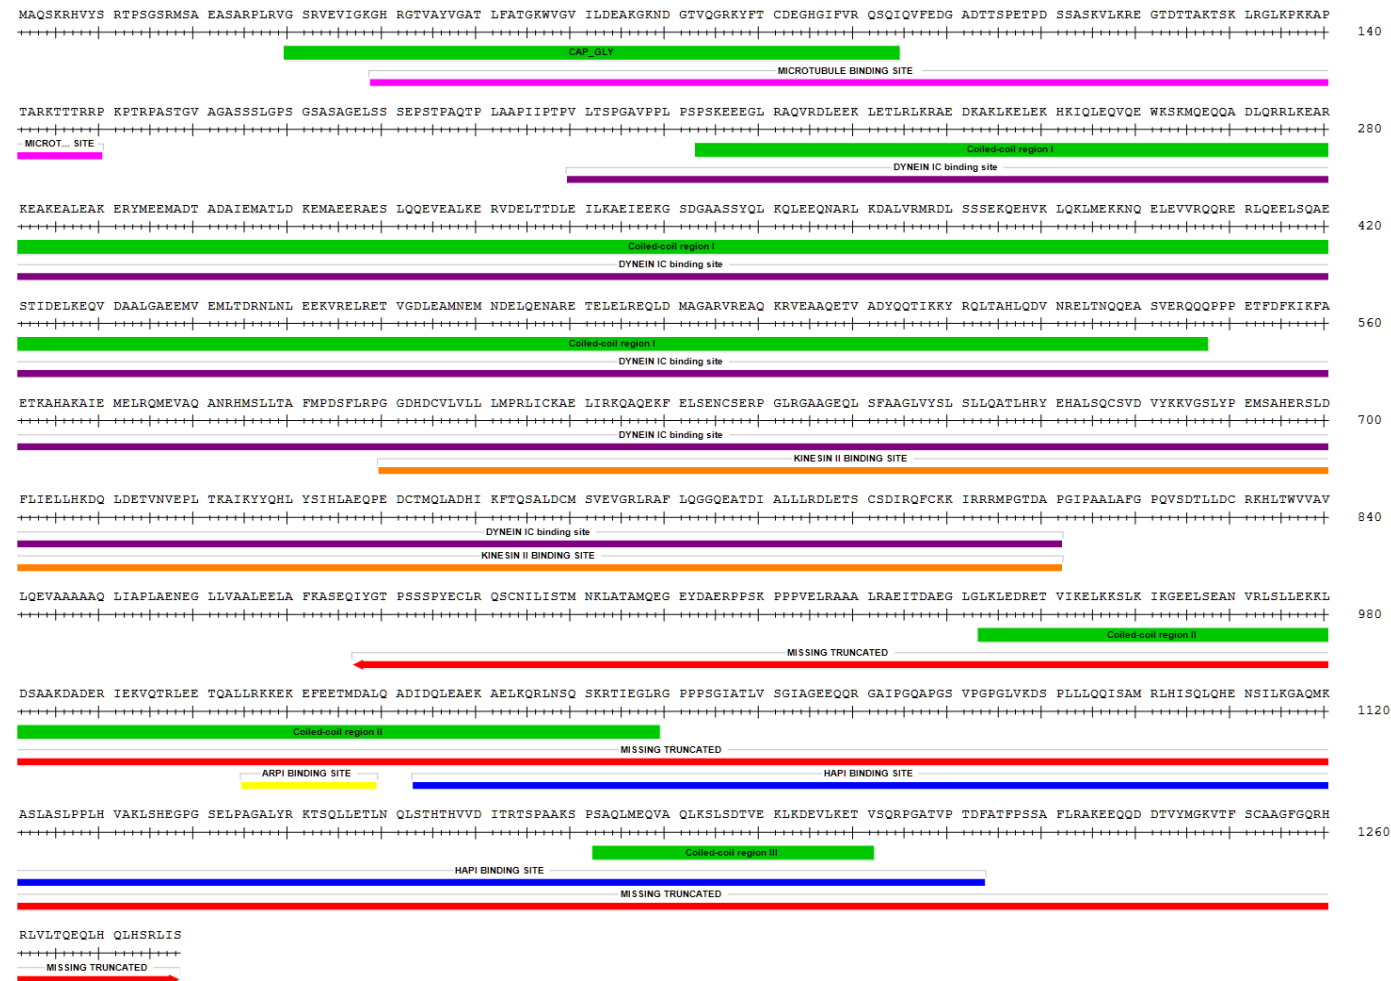 MAQSKRHVYS RTPSGSRMSA EASARPLRVG SRVEVIGKGH RGTVAYVGAT LFATGKWVGV ILDEAKGKND GTVQGRKYFT CDEGHGIFVR QSQIQVFEDG ADTTSPETPD SSASKVLKRE GTDTTAKTSK LRGLKPKKAP 140
CAP_GLY
MICROTUBULE BINDING SITE
TARKTTTRRP KPTRPASTGV AGASSSLGPS GSASAGELSS SEPSTPAQTP LAAPIIPTPV LTSPGAVPPL PSPSKEEEGL RAQVRDLEEK LETLRLKRAE DKAKLKELEK HKIQLEQVQE WKSKMQEQQA DLQRRLKEAR 280
MICROT... SITE
Coiled-coil region I
DYNEIN IC binding site
KEAKEALEAK ERYMEEMADT ADAIEMATLD KEMAEERAES LQQEVEALKE RVDELTTDLE ILKAEIEEKG SDGAASSYQL KQLEEQNARL KDALVRMRDL SSSEKQEHVK LQKLMEKKNQ ELEVVRQQRE RLQEELSQAE 420
Coiled-coil region I
DYNEIN IC binding site
STIDELKEQV DAALGAEEMV EMLTDRNLNL EEKVRELRET VGDLEAMNEM NDELQENARE TELELREQLD MAGARVREAQ KRVEAAQETV ADYQQTIKKY RQLTAHLQDV NRELTNQQEA SVERQQQPPP ETFDFKIKFA 560
Coiled-coil region I
DYNEIN IC binding site
ETKAHAKAIE MELRQMEVAQ ANRHMSLLTA FMPDSFLRPG GDHDCVLVLL LMPRLICKAE LIRKQAQEKF ELSENCSERP GLRGAAGEQL SFAAGLVYSL SLLQATLHRY EHALSQCSVD VYKKVGSLYP EMSAHERSLD 700
DYNEIN IC binding site
KINESIN II BINDING SITE
FLIELLHKDQ LDETVNVEPL TKAIKYYQHL YSIHLAEQPE DCTMQLADHI KFTQSALDCM SVEVGRLRAF LQGGQEATDI ALLLRDLETS CSDIRQFCKK IRRRMPGTDA PGIPAALAFG PQVSDTLLDC RKHLTWVVAV 840
DYNEIN IC binding site
KINESIN II BINDING SITE
LQEVAAAAAQ LIAPLAENEG LLVAALEELA FKASEQIYGT PSSSPYECLR QSCNILISTM NKLATAMQEG EYDAERPPSK PPPVELRAAA LRAEITDAEG LGLKLEDRET VIKELKKSLK IKGEELSEAN VRLSLLEKKL 980
Coiled-coil region II
MISSING TRUNCATED
DSAAKDADER IEKVQTRLEE TQALLRKKEK EFEETMDALQ ADIDQLEAEK AELKQRLNSQ SKRTIEGLRG PPPSGIATLV SGIAGEEQQR GAIPGQAPGS VPGPGLVKDS PLLLQQISAM RLHISQLQHE NSILKGAQMK 1120
Coiled-coil region II
MISSING TRUNCATED
ARPI BINDING SITE
HAPI BINDING SITE
ASLASLPPLH VAKLSHEGPG SELPAGALYR KTSQLLETLN QLSTHTHVVD ITRTSPAAKS PSAQLMEQVA QLKSLSDTVE KLKDEVLKET VSQRPGATVP TDFATFPSSA FLRAKEEQQD DTVYMGKVTF SCAAGFGQRH 1260
Coiled-coil region III
HAPI BINDING SITE
MISSING TRUNCATED
RLVLTQEQLH QLHSRLIS
MISSING TRUNCATED